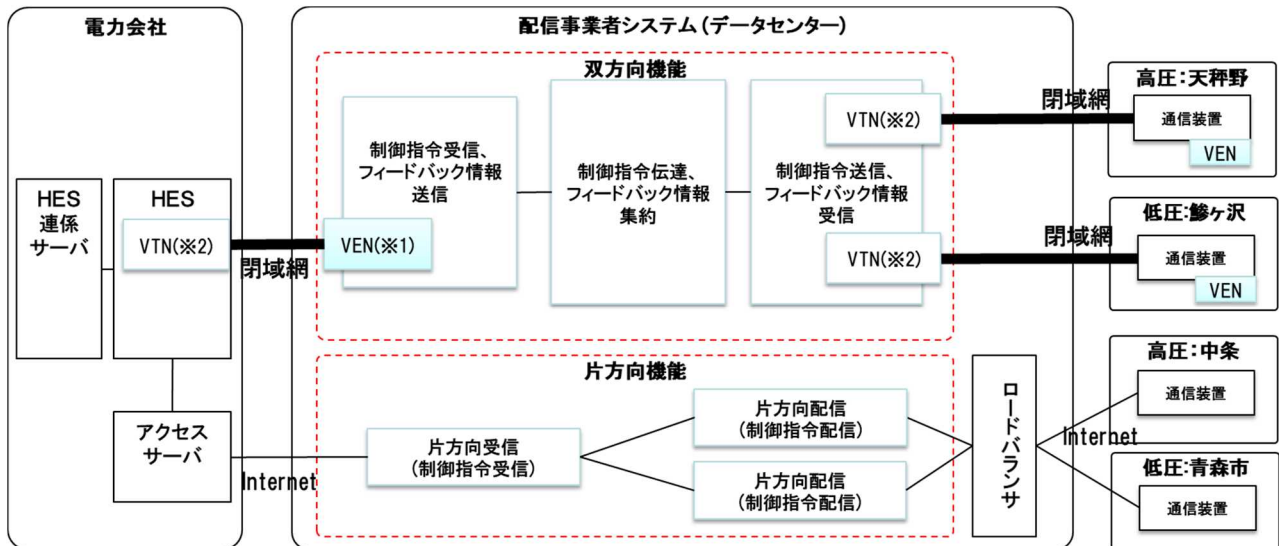 電力会社
HES
連係
サーバ
HES
VTN(※2)
アクセス
サーバ
閉域網
Internet
配信事業者システム(データセンター)
双方向機能
制御指令受信、
フィードバック情報
送信
VEN(※1)
制御指令伝達、
フィードバック情報
集約
VTN(※2)
制御指令送信、
フィードバック情報
受信
VTN(※2)
片方向機能
片方向受信
(制御指令受信)
片方向配信
(制御指令配信)
片方向配信
(制御指令配信)
ロードバランサ
閉域網
閉域網
Internet
高圧:天秤野
通信装置
VEN
低圧:鰺ヶ沢
通信装置
VEN
高圧:中条
通信装置
低圧:青森市
通信装置